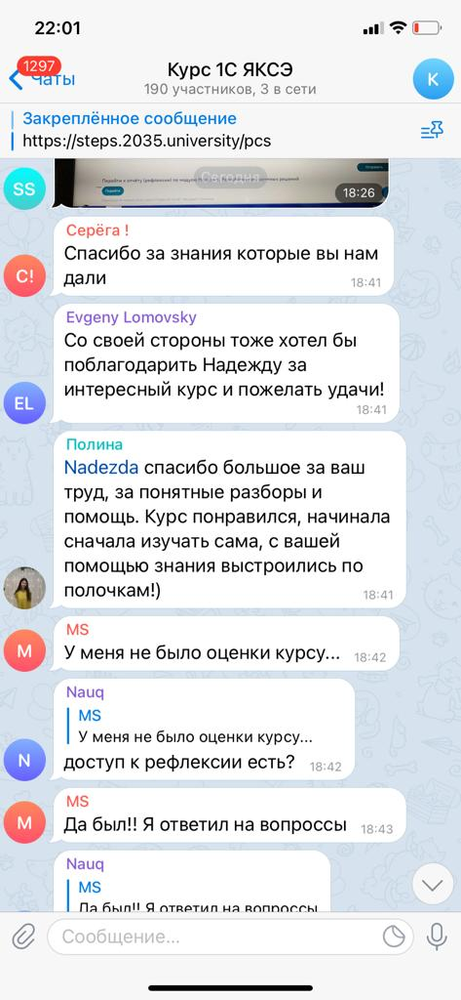 22:01
1297
Чаты
Курс 1С ЯКСЭ
190 участников, 3 в сети
К
Закреплённое сообщение
https://steps.2035.university/pcs
Сегодня
Перейти
18:26
SS
Серёга !
Спасибо за знания которые вы нам
дали
18:41
C!
Evgeny Lomovsky
Со своей стороны тоже хотел бы
поблагодарить Надежду за
интересный курс и пожелать удачи!
18:41
EL
Полина
Nadezda спасибо большое за ваш
труд, за понятные разборы и
помощь. Курс понравился, начинала
сначала изучать сама, с вашей
помощью знания выстроились по
полочкам!)
18:41
MS
У меня не было оценки курсу... 18:42
M
Nauq
MS
У меня не было оценки курсу...
доступ к рефлексии есть? 18:42
N
MS
Да был!! Я ответил на вопроссы 18:43
M
Nauq
MS
Да был!! Я ответил на вопроссы
Сообщение...